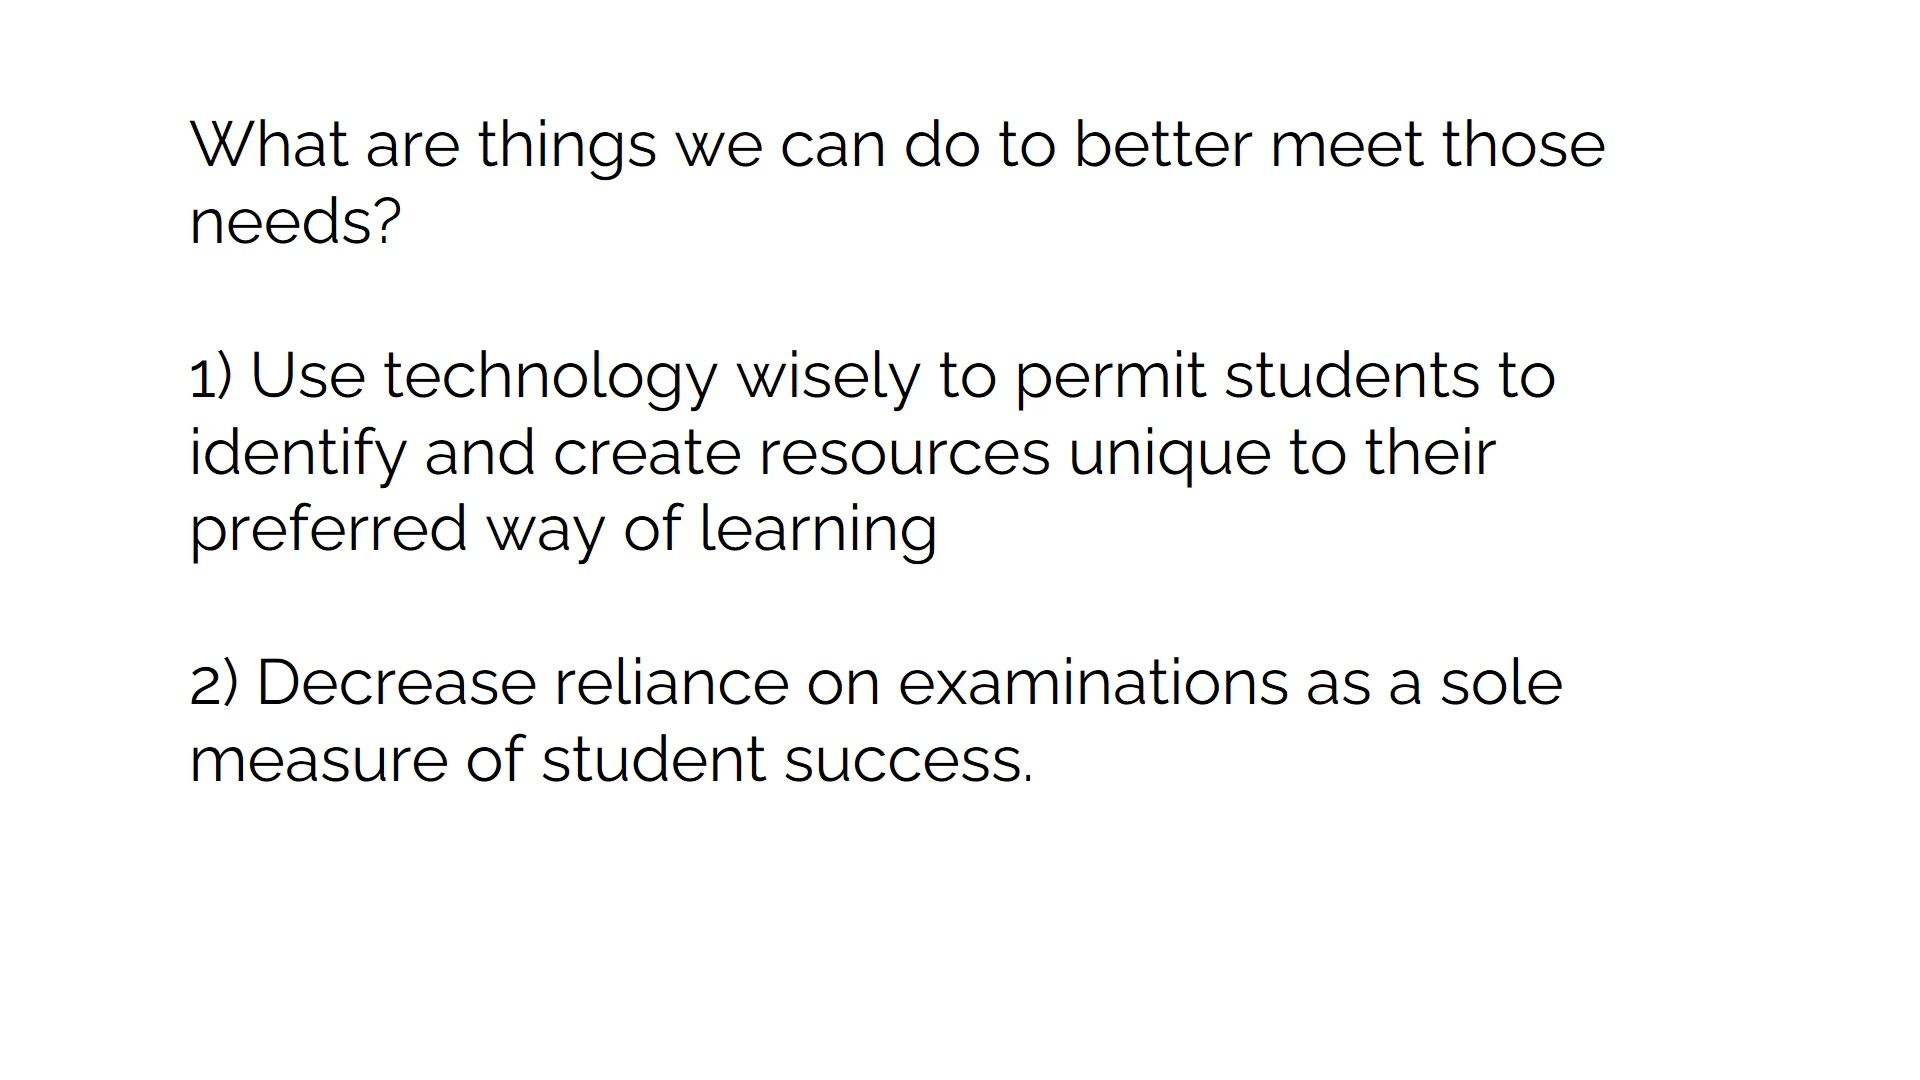 What are things we can do to better meet those
needs?
1) Use technology wisely to permit students to
identify and create resources unique to their
preferred way of learning
2) Decrease reliance on examinations as a sole
measure of student success.